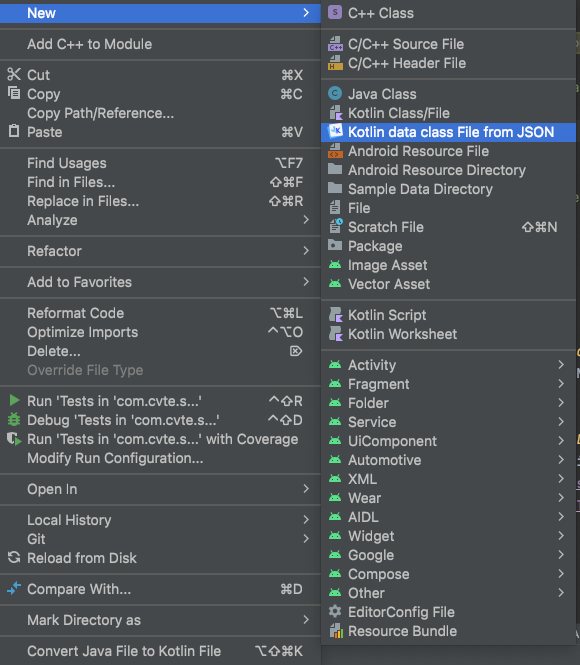 New
Add C++ to Module
Cut ⌘X
Copy ⌘C
Copy Path/Reference...
Paste ⌘V
Find Usages ⌥F7
Find in Files... ⇧⌘F
Replace in Files... ⇧⌘R
Analyze
Refactor
Add to Favorites
Reformat Code ⌥⌘L
Optimize Imports ^⌥O
Delete... ⌦
Override File Type
Run 'Tests in 'com.cvte.s...' ^⇧R
Debug 'Tests in 'com.cvte.s...' ^⇧D
Run 'Tests in 'com.cvte.s...' with Coverage
Modify Run Configuration...
Open In
Local History
Git
Reload from Disk
Compare With... ⌘D
Mark Directory as
Convert Java File to Kotlin File ⌥⇧⌘K
C++ Class
C/C++ Source File
C/C++ Header File
Java Class
Kotlin Class/File
Kotlin data class File from JSON
Android Resource File
Android Resource Directory
Sample Data Directory
File
Scratch File ⇧⌘N
Package
Image Asset
Vector Asset
Kotlin Script
Kotlin Worksheet
Activity
Fragment
Folder
Service
UiComponent
Automotive
XML
Wear
AIDL
Widget
Google
Compose
Other
EditorConfig File
Resource Bundle